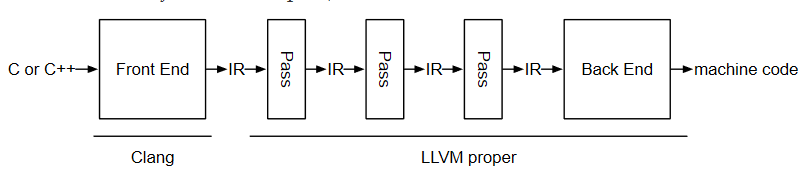 C or C++ Front End IR Pass IR Pass IR Pass IR Back End machine code
Clang LLVM proper